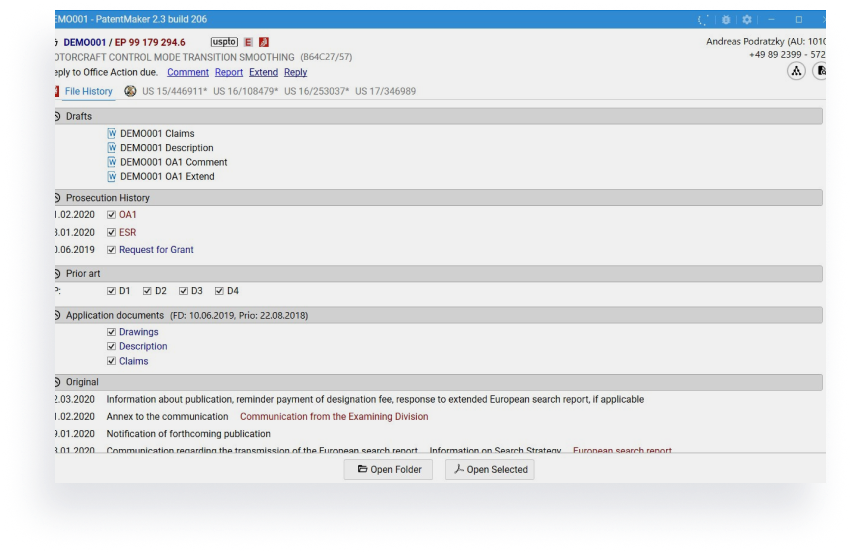 EMO001 - PatentMaker 2.3 build 206
DEMO001 / EP 99 179 294.6 uspto E
Andreas Podratzky (AU: 1010
OTORCRAFT CONTROL MODE TRANSITION SMOOTHING (B64C27/57)
+49 89 2399 - 572
eply to Office Action due. Comment Report Extend Reply
File History US 15/446911* US 16/108479* US 16/253037* US 17/346989
Drafts
DEMO001 Claims
DEMO001 Description
DEMO001 OA1 Comment
DEMO001 OA1 Extend
Prosecution History
.02.2020 OA1
.01.2020 ESR
.06.2019 Request for Grant
Prior art
D1 D2 D3 D4
Application documents (FD: 10.06.2019, Prio: 22.08.2018)
Drawings
Description
Claims
Original
2.03.2020 Information about publication, reminder payment of designation fee, response to extended European search report, if applicable
.02.2020 Annex to the communication Communication from the Examining Division
9.01.2020 Notification of forthcoming publication
.01.2020 Communication regarding the transmission of the European search report Information on Search Strategy European search report
Open Folder Open Selected